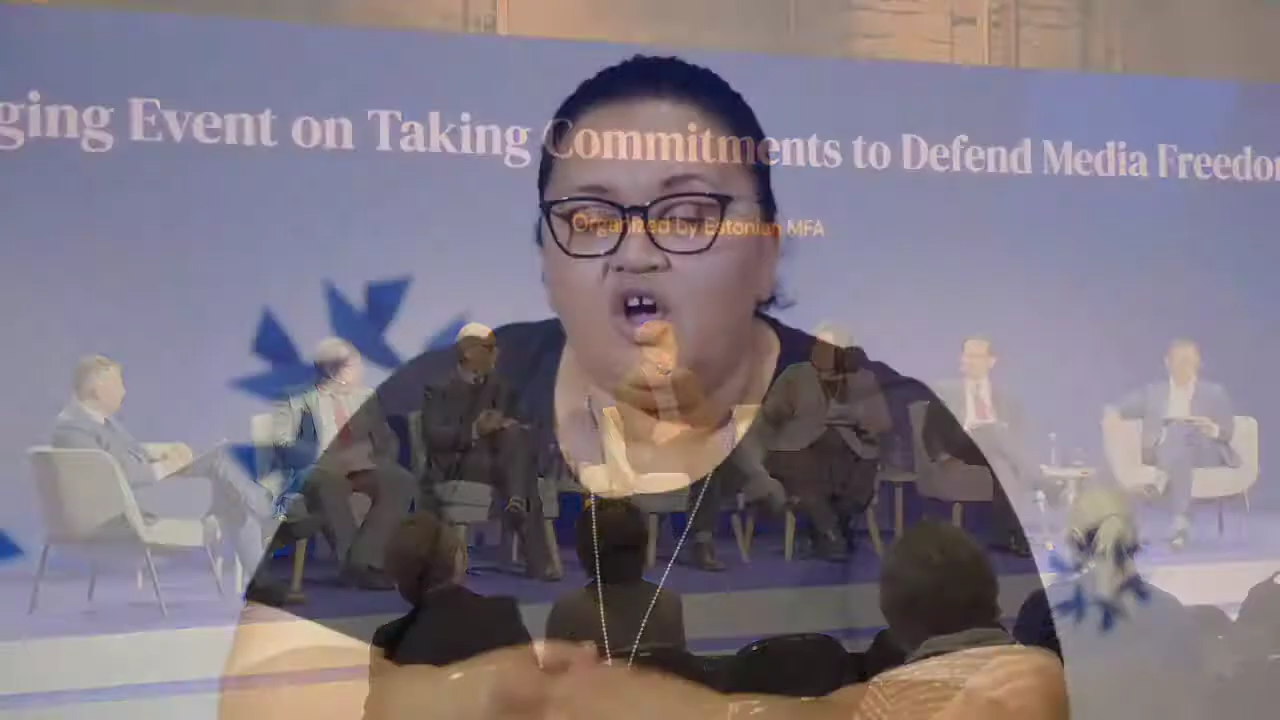 ging Event on Taking Commitments to Defend Media Freedo
Organized by Estonian MFA